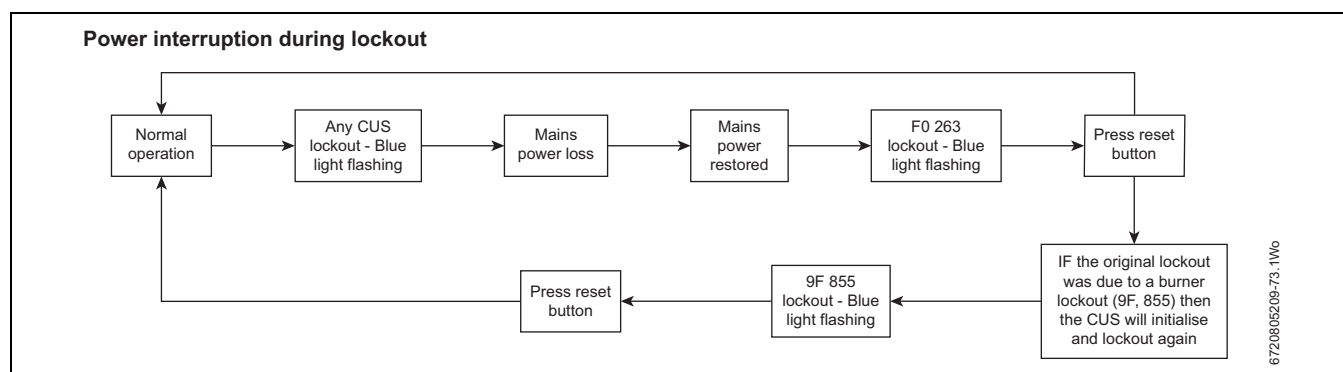 Power interruption during lockout
Normal
operation
Any CUS
lockout - Blue
light flashing
Mains
power loss
Mains
power
restored
F0 263
lockout - Blue
light flashing
Press reset
button
IF the original lockout
was due to a burner
lockout (9F, 855) then
the CUS will initialise
and lockout again
9F 855
lockout - Blue
light flashing
Press reset
button
6720805209-73.1Wo